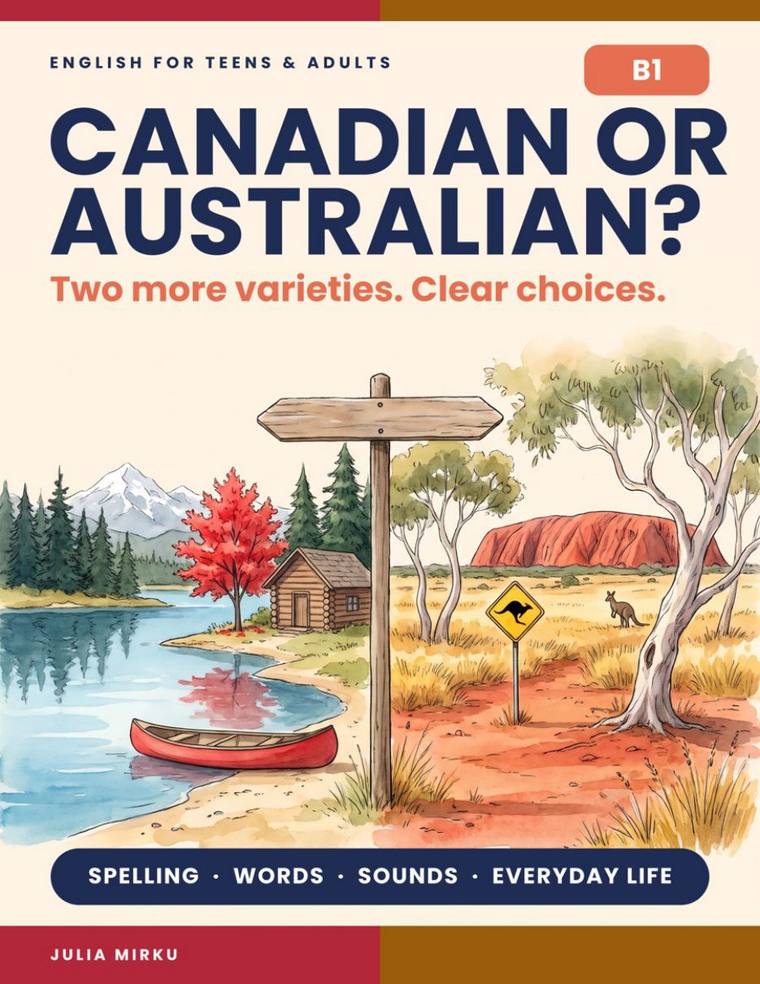 ENGLISH FOR TEENS & ADULTS
B1
CANADIAN OR
AUSTRALIAN?
Two more varieties. Clear choices.
SPELLING · WORDS · SOUNDS · EVERYDAY LIFE
JULIA MIRKU